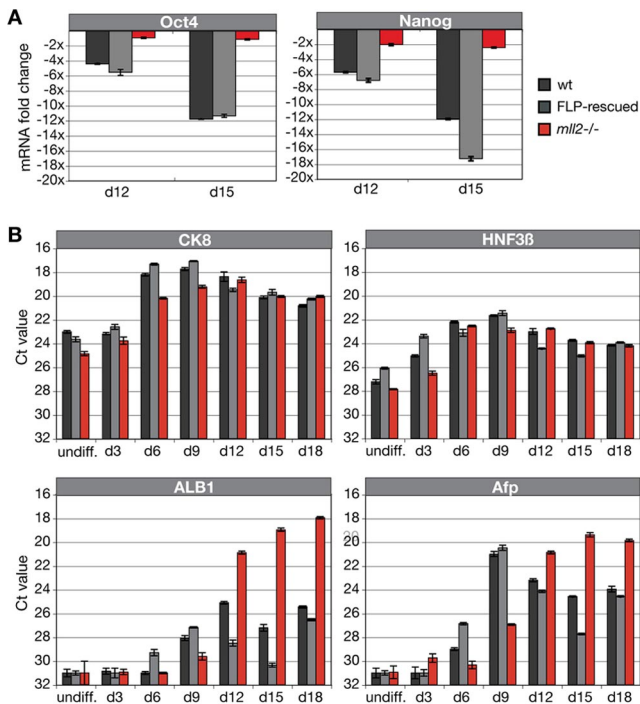 A
Oct4
Nanog
mRNA fold change
-2x
-4x
-6x
-8x
-10x
-12x
-14x
-16x
-18x
-20x
d12 d15
-2x
-4x
-6x
-8x
-10x
-12x
-14x
-16x
-18x
-20x
d12 d15
wt
FLP-rescued
mll2-/-
B
CK8
Ct value
16
18
20
22
24
26
28
30
32
undiff. d3 d6 d9 d12 d15 d18
HNF3ß
16
18
20
22
24
26
28
30
32
undiff. d3 d6 d9 d12 d15 d18
ALB1
Ct value
16
18
20
22
24
26
28
30
32
undiff. d3 d6 d9 d12 d15 d18
Afp
16
18
20
22
24
26
28
30
32
undiff. d3 d6 d9 d12 d15 d18